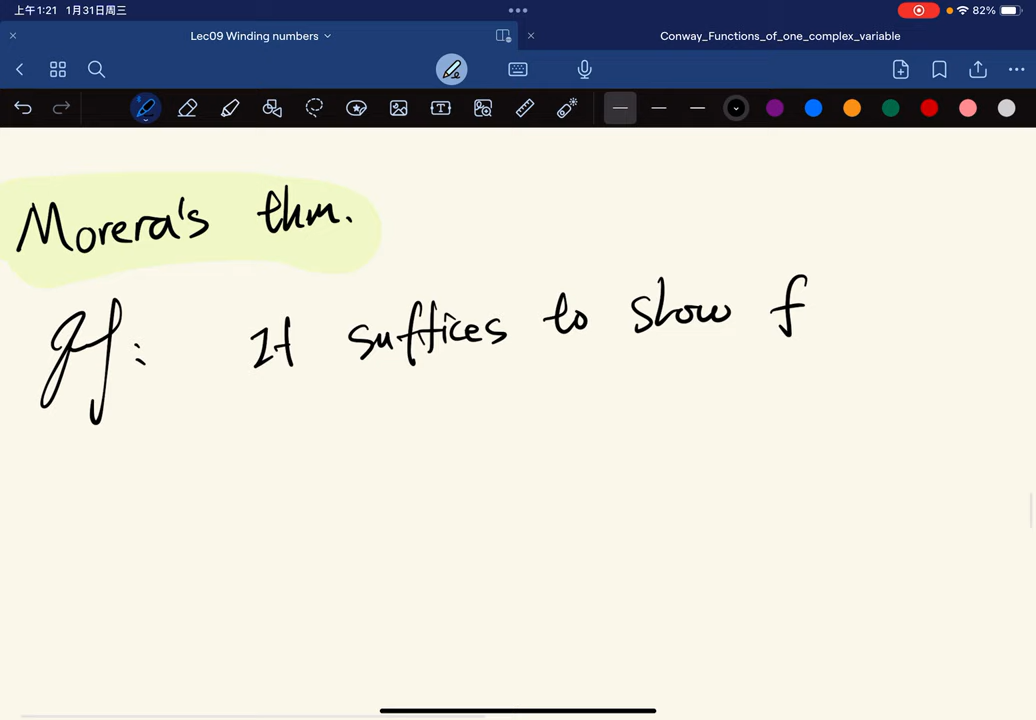 上午1:21 1月31日周三
82%
Lec09 Winding numbers
Conway_Functions_of_one_complex_variable
Morera's thm.
pf: It suffices to show f